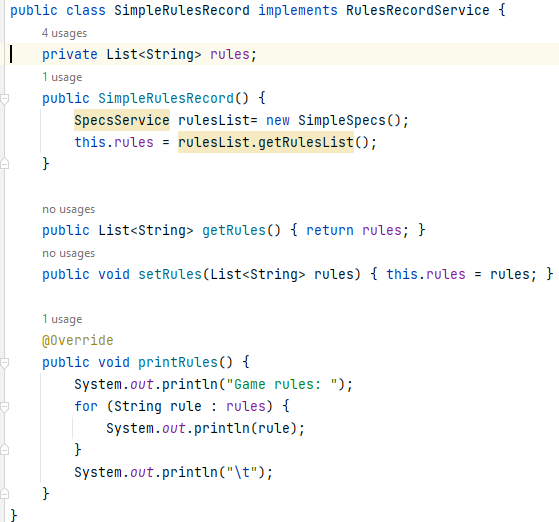 public class SimpleRulesRecord implements RulesRecordService {
4 usages
private List<String> rules;
1 usage
public SimpleRulesRecord() {
SpecsService rulesList= new SimpleSpecs();
this.rules = rulesList.getRulesList();
}
no usages
public List<String> getRules() { return rules; }
no usages
public void setRules(List<String> rules) { this.rules = rules; }
1 usage
@Override
public void printRules() {
System.out.println("Game rules: ");
for (String rule : rules) {
System.out.println(rule);
}
System.out.println("\t");
}
}